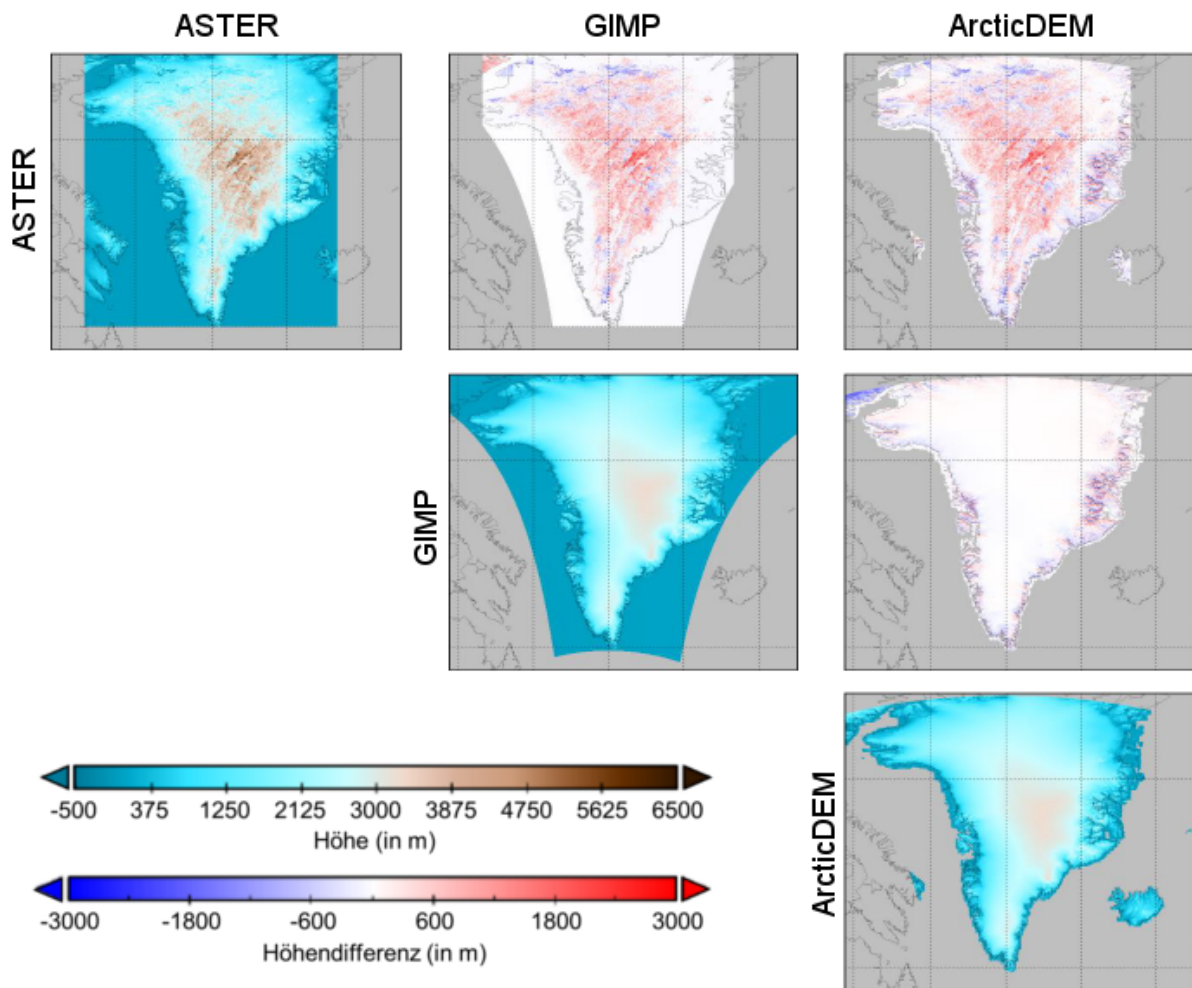 ASTER GIMP ArcticDEM
ASTER
GIMP
ArcticDEM
-500 375 1250 2125 3000 3875 4750 5625 6500
Höhe (in m)
-3000 -1800 -600 600 1800 3000
Höhendifferenz (in m)